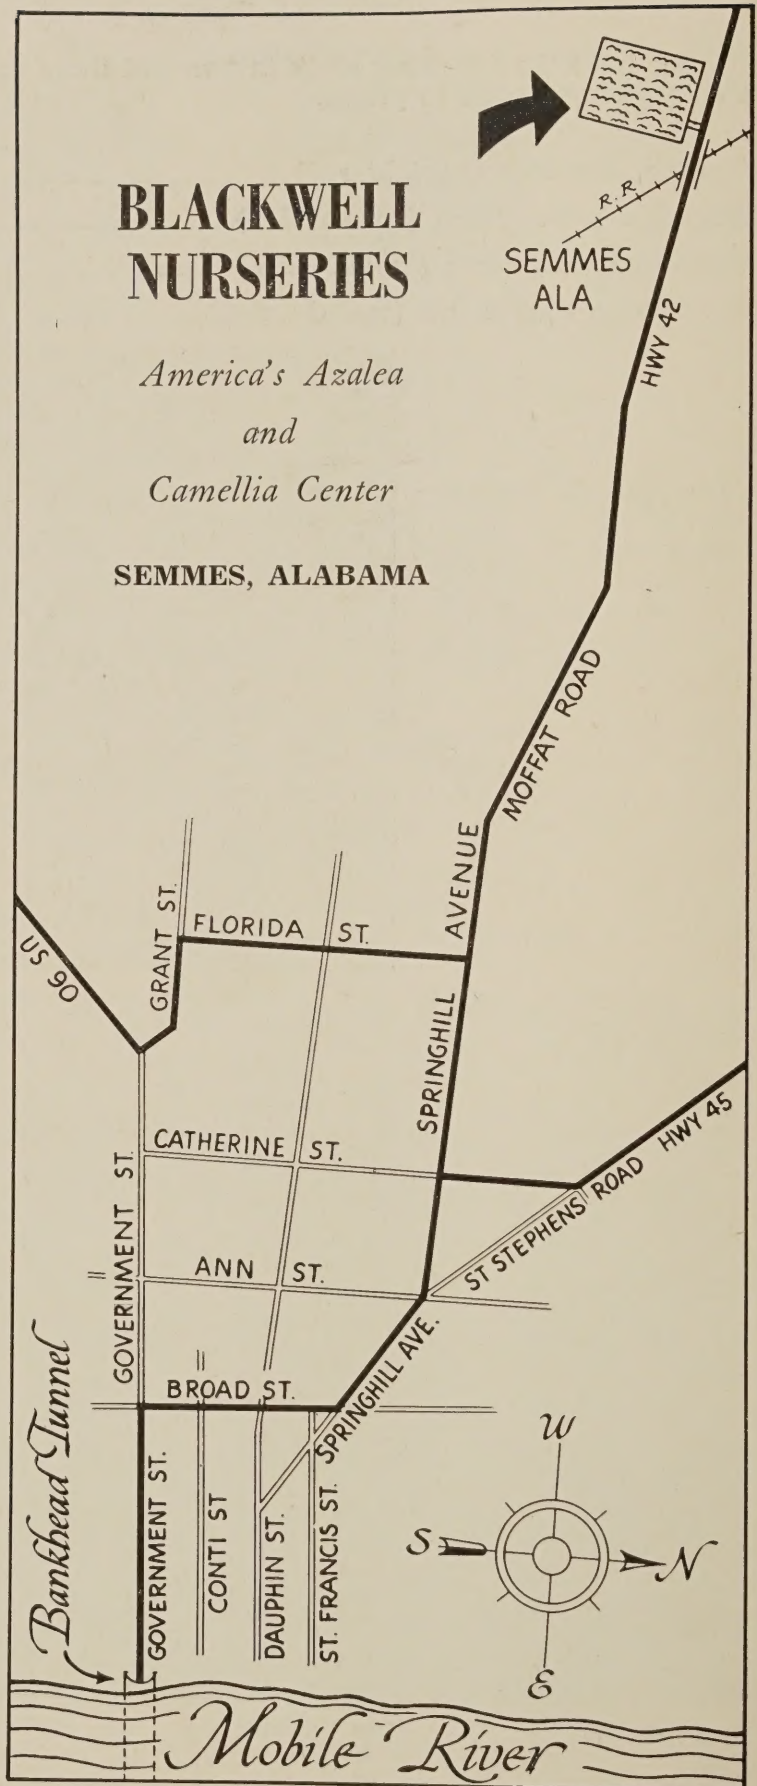 BLACKWELL
NURSERIES
America's Azalea
and
Camellia Center
SEMMES, ALABAMA
R. R
SEMMES
ALA
HWY 42
MOFFAT ROAD
SPRINGHILL AVENUE
FLORIDA ST.
GRANT ST.
US 90
CATHERINE ST.
HWY 45
ST STEPHENS ROAD
GOVERNMENT ST.
ANN ST.
SPRINGHILL AVE.
BROAD ST.
Bankhead Tunnel
GOVERNMENT ST.
CONTI ST
DAUPHIN ST.
ST. FRANCIS ST.
W
S
N
E
Mobile River